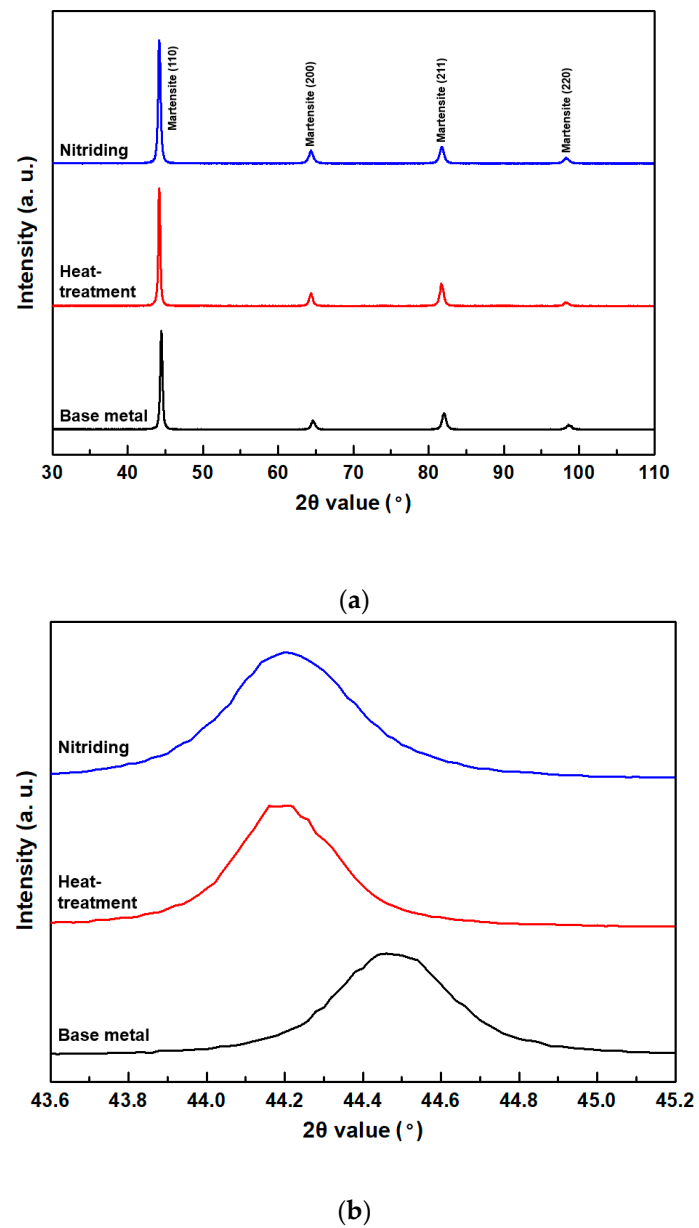 Martensite (110)
Martensite (200)
Martensite (211)
Martensite (220)
Nitriding
Heat-
treatment
Base metal
Intensity (a. u.)
30 40 50 60 70 80 90 100 110
2θ value (°)
(a)
Nitriding
Heat-
treatment
Base metal
Intensity (a. u.)
43.6 43.8 44.0 44.2 44.4 44.6 44.8 45.0 45.2
2θ value (°)
(b)